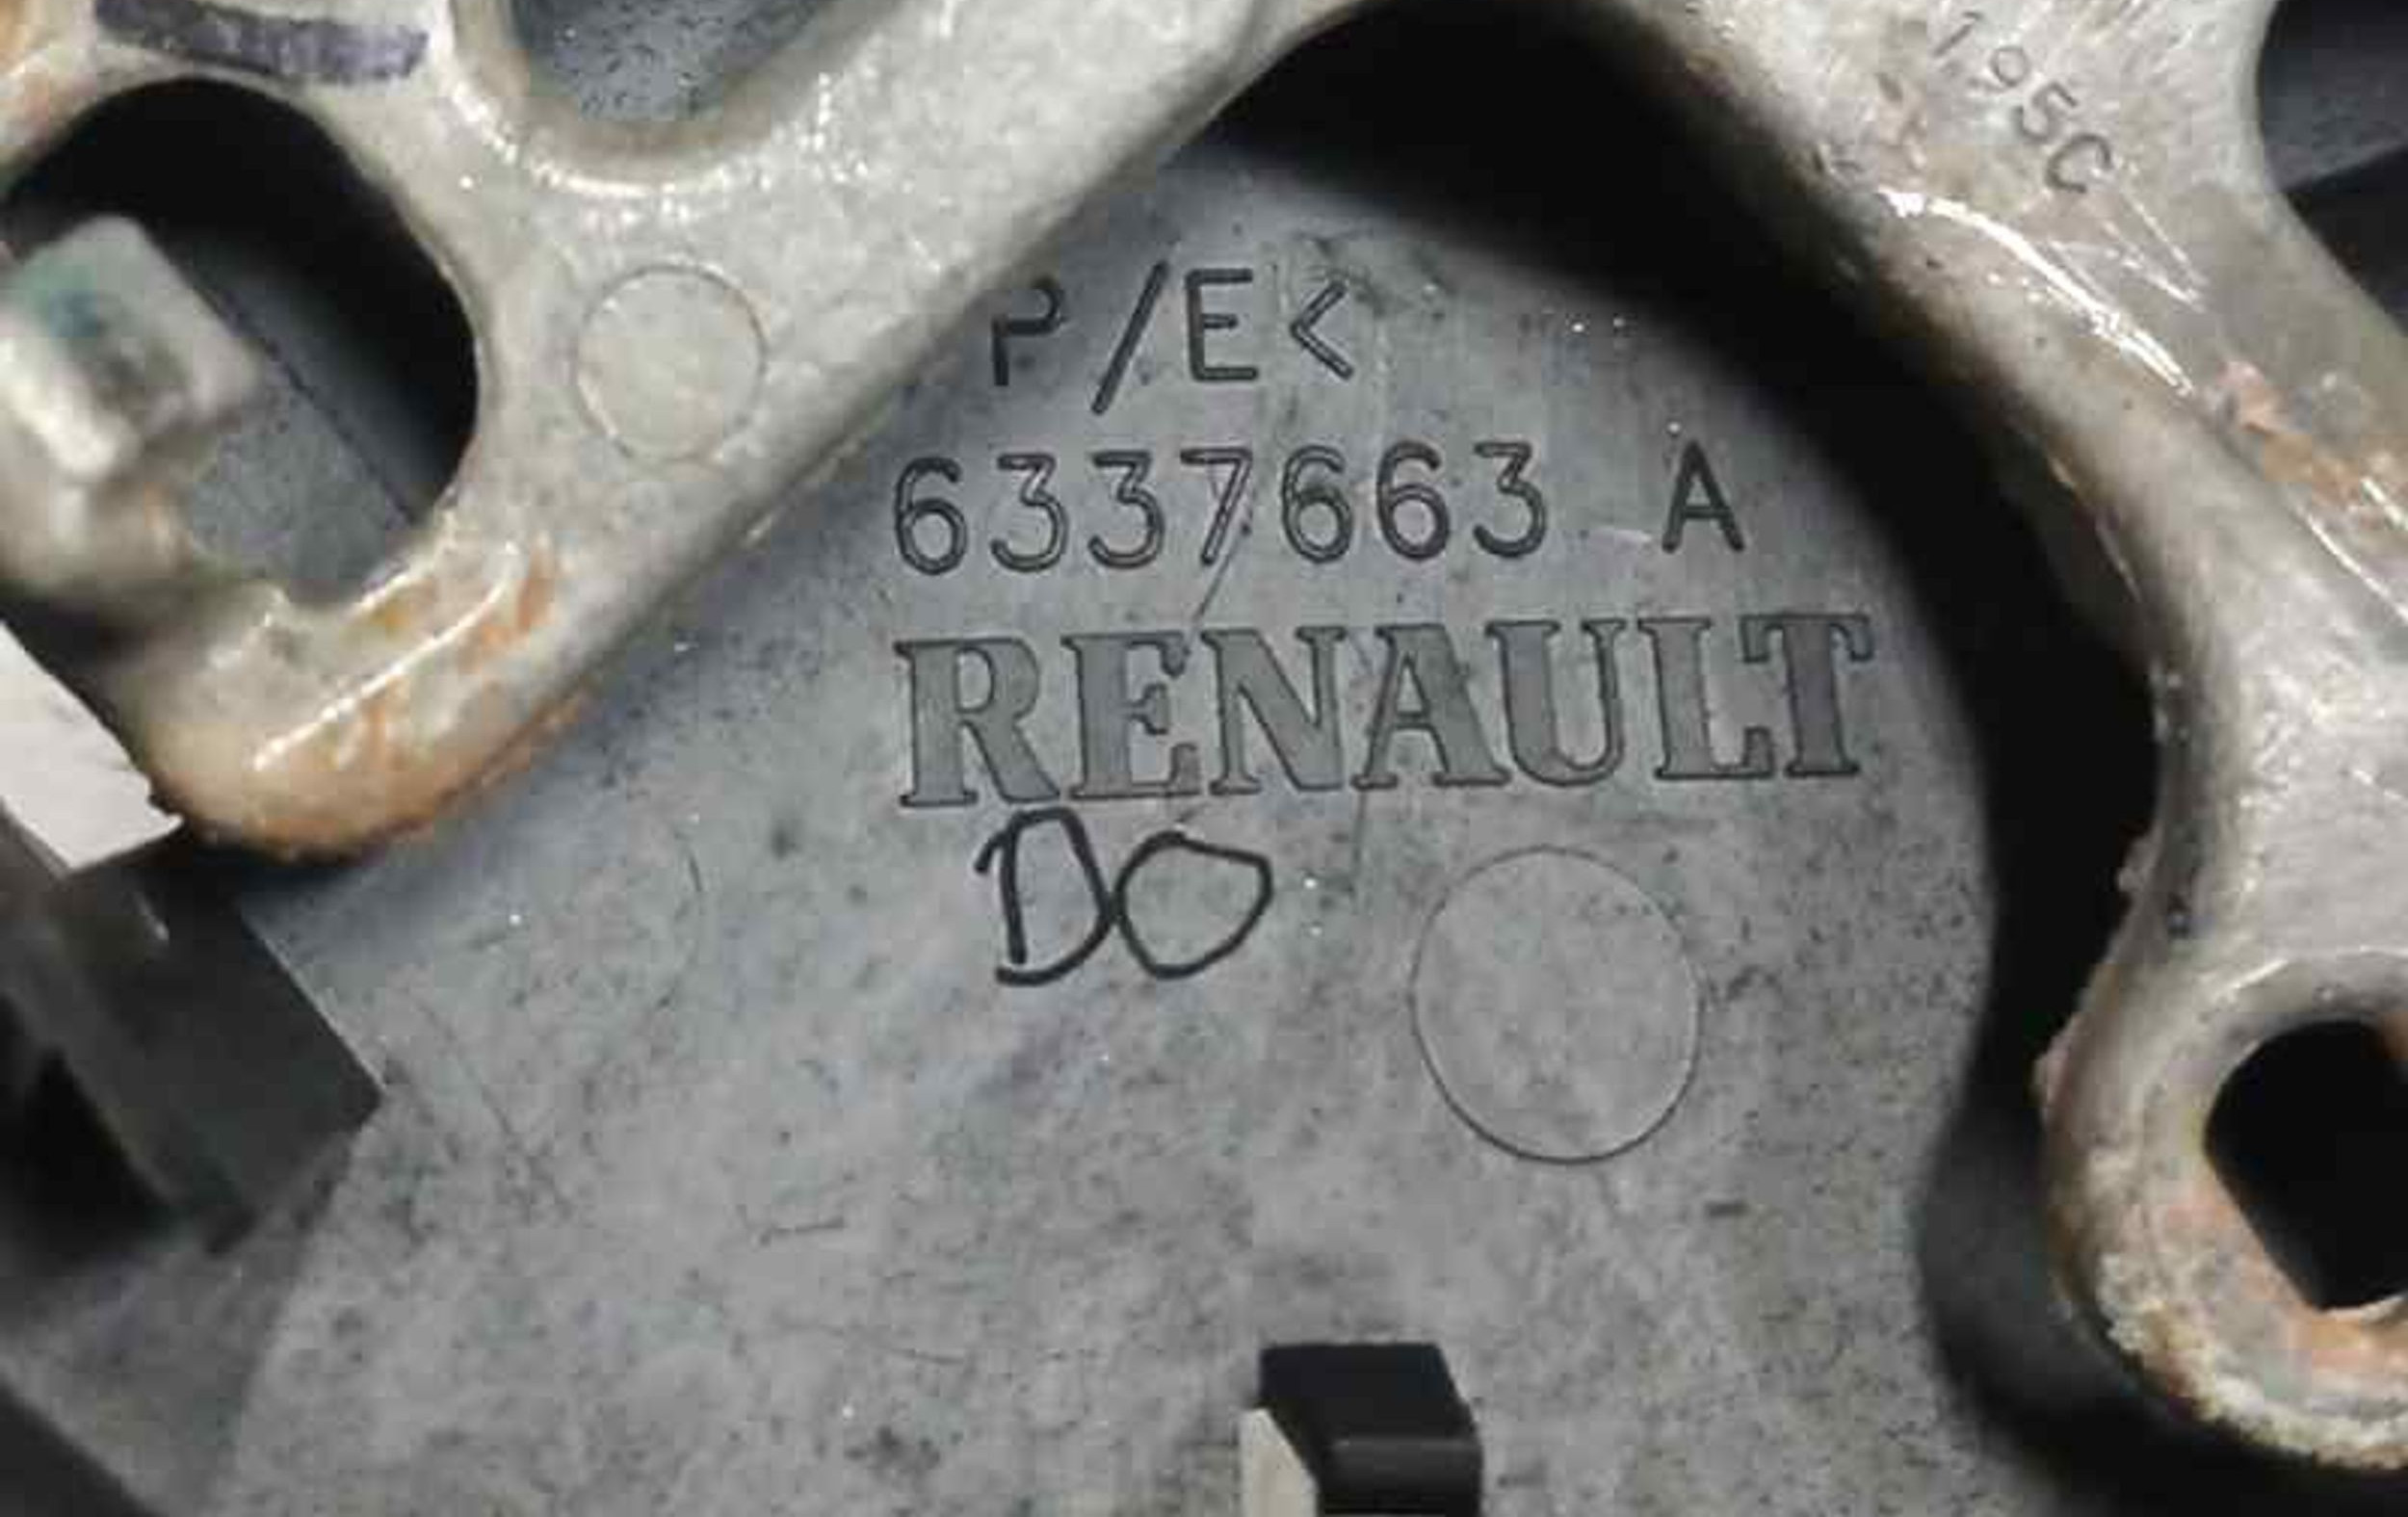 195C
P/E<
6337663 A
RENAULT
DO